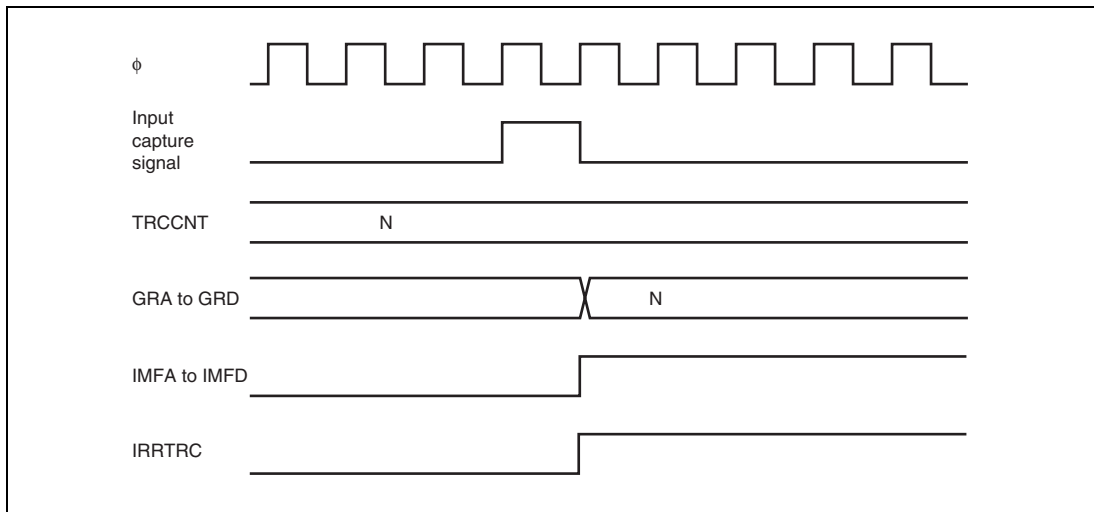 ϕ
Input
capture
signal
TRCCNT
N
GRA to GRD
N
IMFA to IMFD
IRRTRC